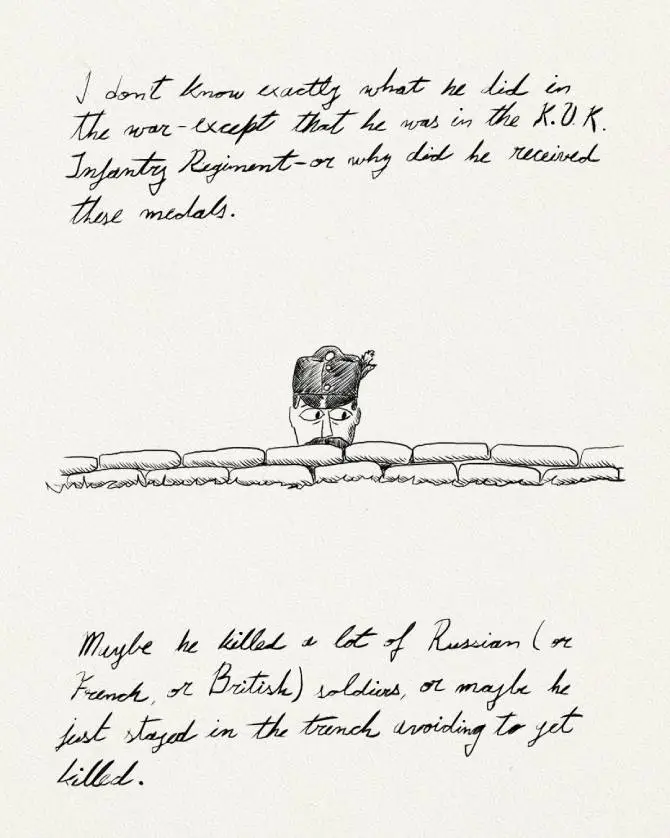 I don't know exactly what he did in
the war-except that he was in the K.U.K.
Infantry Regiment-or why did he received
these medals.
Maybe he killed a lot of Russian (or
French, or British) soldiers, or maybe he
just stayed in the trench avoiding to get
killed.